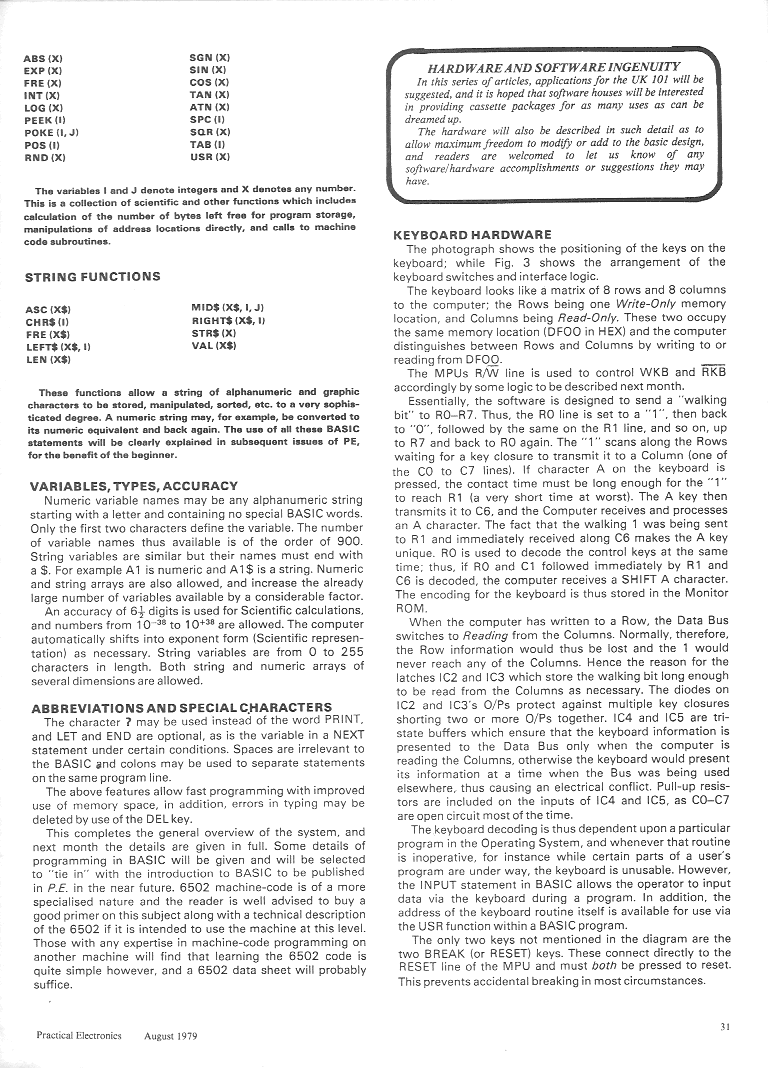 ABS (X)
EXP (X)
FRE (X)
INT (X)
LOG (X)
PEEK (I)
POKE (I, J)
POS (I)
RND (X)
SGN (X)
SIN (X)
COS (X)
TAN (X)
ATN (X)
SPC (I)
SQR (X)
TAB (I)
USR (X)
The variables I and J denote integers and X denotes any number.
This is a collection of scientific and other functions which includes
calculation of the number of bytes left free for program storage,
manipulations of address locations directly, and calls to machine
code subroutines.
STRING FUNCTIONS
ASC (X$)
CHR$ (I)
FRE (X$)
LEFT$ (X$, I)
LEN (X$)
MID$ (X$, I, J)
RIGHT$ (X$, I)
STR$ (X)
VAL (X$)
These functions allow a string of alphanumeric and graphic
characters to be stored, manipulated, sorted, etc. to a very sophis-
ticated degree. A numeric string may, for example, be converted to
its numeric equivalent and back again. The use of all these BASIC
statements will be clearly explained in subsequent issues of PE,
for the benefit of the beginner.
VARIABLES, TYPES, ACCURACY
Numeric variable names may be any alphanumeric string
starting with a letter and containing no special BASIC words.
Only the first two characters define the variable. The number
of variable names thus available is of the order of 900.
String variables are similar but their names must end with
a $. For example A1 is numeric and A1$ is a string. Numeric
and string arrays are also allowed, and increase the already
large number of variables available by a considerable factor.
An accuracy of 6½ digits is used for Scientific calculations,
and numbers from 10⁻³⁸ to 10⁺³⁸ are allowed. The computer
automatically shifts into exponent form (Scientific represen-
tation) as necessary. String variables are from 0 to 255
characters in length. Both string and numeric arrays of
several dimensions are allowed.
ABBREVIATIONS AND SPECIAL CHARACTERS
The character ? may be used instead of the word PRINT,
and LET and END are optional, as is the variable in a NEXT
statement under certain conditions. Spaces are irrelevant to
the BASIC and colons may be used to separate statements
on the same program line.
The above features allow fast programming with improved
use of memory space, in addition, errors in typing may be
deleted by use of the DEL key.
This completes the general overview of the system, and
next month the details are given in full. Some details of
programming in BASIC will be given and will be selected
to "tie in" with the introduction to BASIC to be published
in P.E. in the near future. 6502 machine-code is of a more
specialised nature and the reader is well advised to buy a
good primer on this subject along with a technical description
of the 6502 if it is intended to use the machine at this level.
Those with any expertise in machine-code programming on
another machine will find that learning the 6502 code is
quite simple however, and a 6502 data sheet will probably
suffice.
HARDWARE AND SOFTWARE INGENUITY
In this series of articles, applications for the UK 101 will be
suggested, and it is hoped that software houses will be interested
in providing cassette packages for as many uses as can be
dreamed up.
The hardware will also be described in such detail as to
allow maximum freedom to modify or add to the basic design,
and readers are welcomed to let us know of any
software/hardware accomplishments or suggestions they may
have.
KEYBOARD HARDWARE
The photograph shows the positioning of the keys on the
keyboard; while Fig. 3 shows the arrangement of the
keyboard switches and interface logic.
The keyboard looks like a matrix of 8 rows and 8 columns
to the computer; the Rows being one Write-Only memory
location, and Columns being Read-Only. These two occupy
the same memory location (DF00 in HEX) and the computer
distinguishes between Rows and Columns by writing to or
reading from DF00.
The MPUs R/W̅ line is used to control WKB and R̅K̅B̅
accordingly by some logic to be described next month.
Essentially, the software is designed to send a "walking
bit" to R0–R7. Thus, the R0 line is set to a "1", then back
to "0", followed by the same on the R1 line, and so on, up
to R7 and back to R0 again. The "1" scans along the Rows
waiting for a key closure to transmit it to a Column (one of
the C0 to C7 lines). If character A on the keyboard is
pressed, the contact time must be long enough for the "1"
to reach R1 (a very short time at worst). The A key then
transmits it to C6, and the Computer receives and processes
an A character. The fact that the walking 1 was being sent
to R1 and immediately received along C6 makes the A key
unique. R0 is used to decode the control keys at the same
time; thus, if R0 and C1 followed immediately by R1 and
C6 is decoded, the computer receives a SHIFT A character.
The encoding for the keyboard is thus stored in the Monitor
ROM.
When the computer has written to a Row, the Data Bus
switches to Reading from the Columns. Normally, therefore,
the Row information would thus be lost and the 1 would
never reach any of the Columns. Hence the reason for the
latches IC2 and IC3 which store the walking bit long enough
to be read from the Columns as necessary. The diodes on
IC2 and IC3's O/Ps protect against multiple key closures
shorting two or more O/Ps together. IC4 and IC5 are tri-
state buffers which ensure that the keyboard information is
presented to the Data Bus only when the computer is
reading the Columns, otherwise the keyboard would present
its information at a time when the Bus was being used
elsewhere, thus causing an electrical conflict. Pull-up resis-
tors are included on the inputs of IC4 and IC5, as C0–C7
are open circuit most of the time.
The keyboard decoding is thus dependent upon a particular
program in the Operating System, and whenever that routine
is inoperative, for instance while certain parts of a user's
program are under way, the keyboard is unusable. However,
the INPUT statement in BASIC allows the operator to input
data via the keyboard during a program. In addition, the
address of the keyboard routine itself is available for use via
the USR function within a BASIC program.
The only two keys not mentioned in the diagram are the
two BREAK (or RESET) keys. These connect directly to the
RESET line of the MPU and must both be pressed to reset.
This prevents accidental breaking in most circumstances.
Practical Electronics August 1979
31